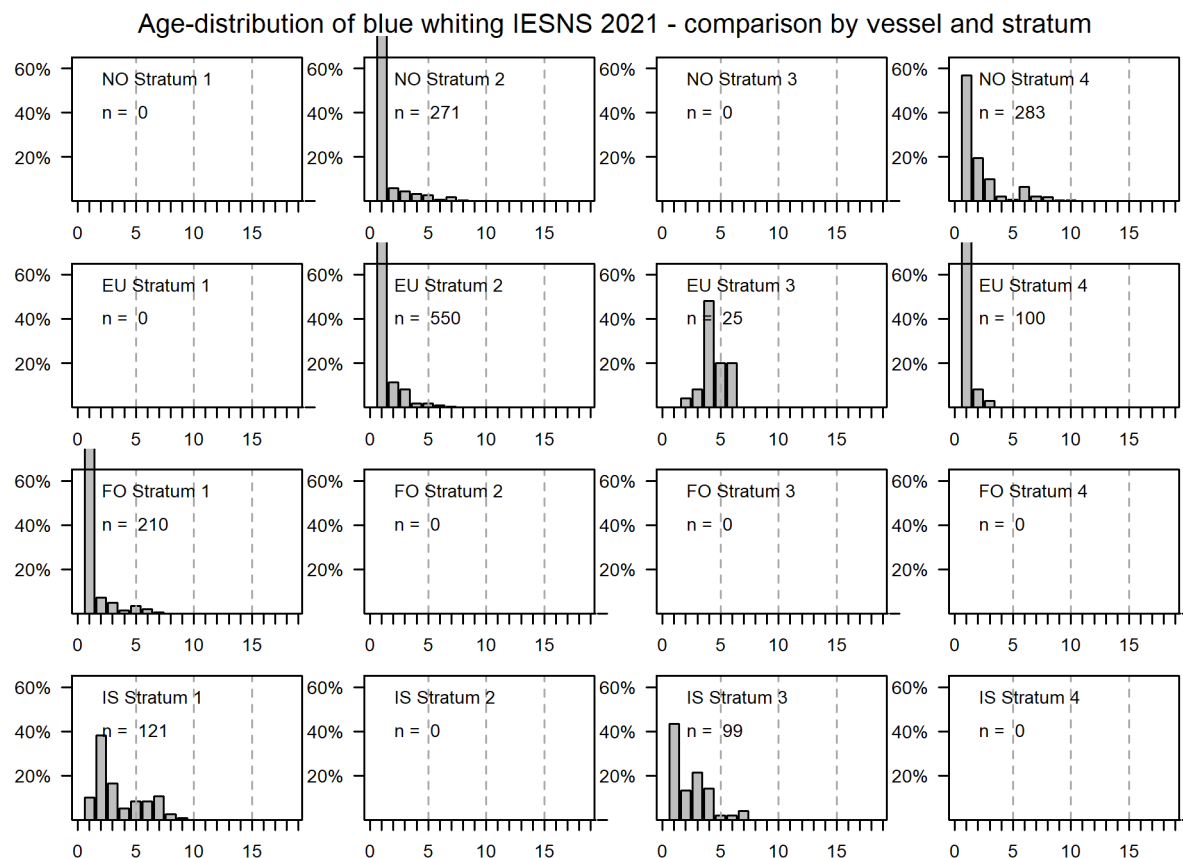 Age-distribution of blue whiting IESNS 2021 - comparison by vessel and stratum
60%
40%
20%
NO Stratum 1
n = 0
0 5 10 15
60%
40%
20%
NO Stratum 2
n = 271
0 5 10 15
60%
40%
20%
NO Stratum 3
n = 0
0 5 10 15
60%
40%
20%
NO Stratum 4
n = 283
0 5 10 15
60%
40%
20%
EU Stratum 1
n = 0
0 5 10 15
60%
40%
20%
EU Stratum 2
n = 550
0 5 10 15
60%
40%
20%
EU Stratum 3
n = 25
0 5 10 15
60%
40%
20%
EU Stratum 4
n = 100
0 5 10 15
60%
40%
20%
FO Stratum 1
n = 210
0 5 10 15
60%
40%
20%
FO Stratum 2
n = 0
0 5 10 15
60%
40%
20%
FO Stratum 3
n = 0
0 5 10 15
60%
40%
20%
FO Stratum 4
n = 0
0 5 10 15
60%
40%
20%
IS Stratum 1
n = 121
0 5 10 15
60%
40%
20%
IS Stratum 2
n = 0
0 5 10 15
60%
40%
20%
IS Stratum 3
n = 99
0 5 10 15
60%
40%
20%
IS Stratum 4
n = 0
0 5 10 15